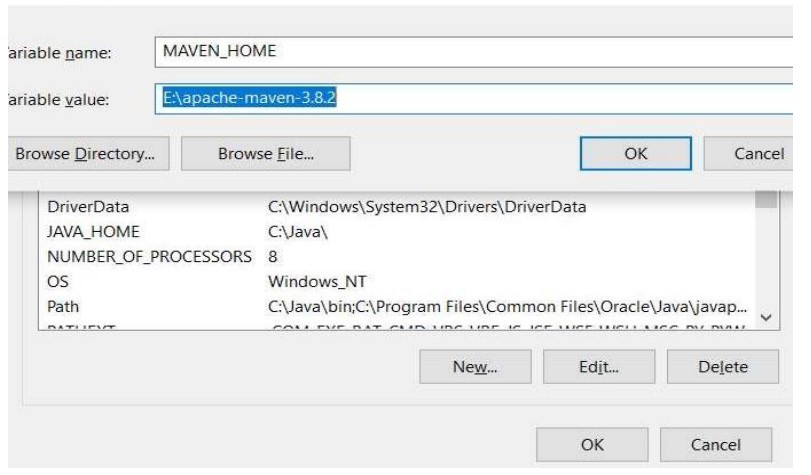 ariable name: MAVEN_HOME
ariable value: E:\apache-maven-3.8.2
Browse Directory... Browse File... OK Cancel
DriverData C:\Windows\System32\Drivers\DriverData
JAVA_HOME C:\Java\
NUMBER_OF_PROCESSORS 8
OS Windows_NT
Path C:\Java\bin;C:\Program Files\Common Files\Oracle\Java\javap...
New... Edit... Delete
OK Cancel